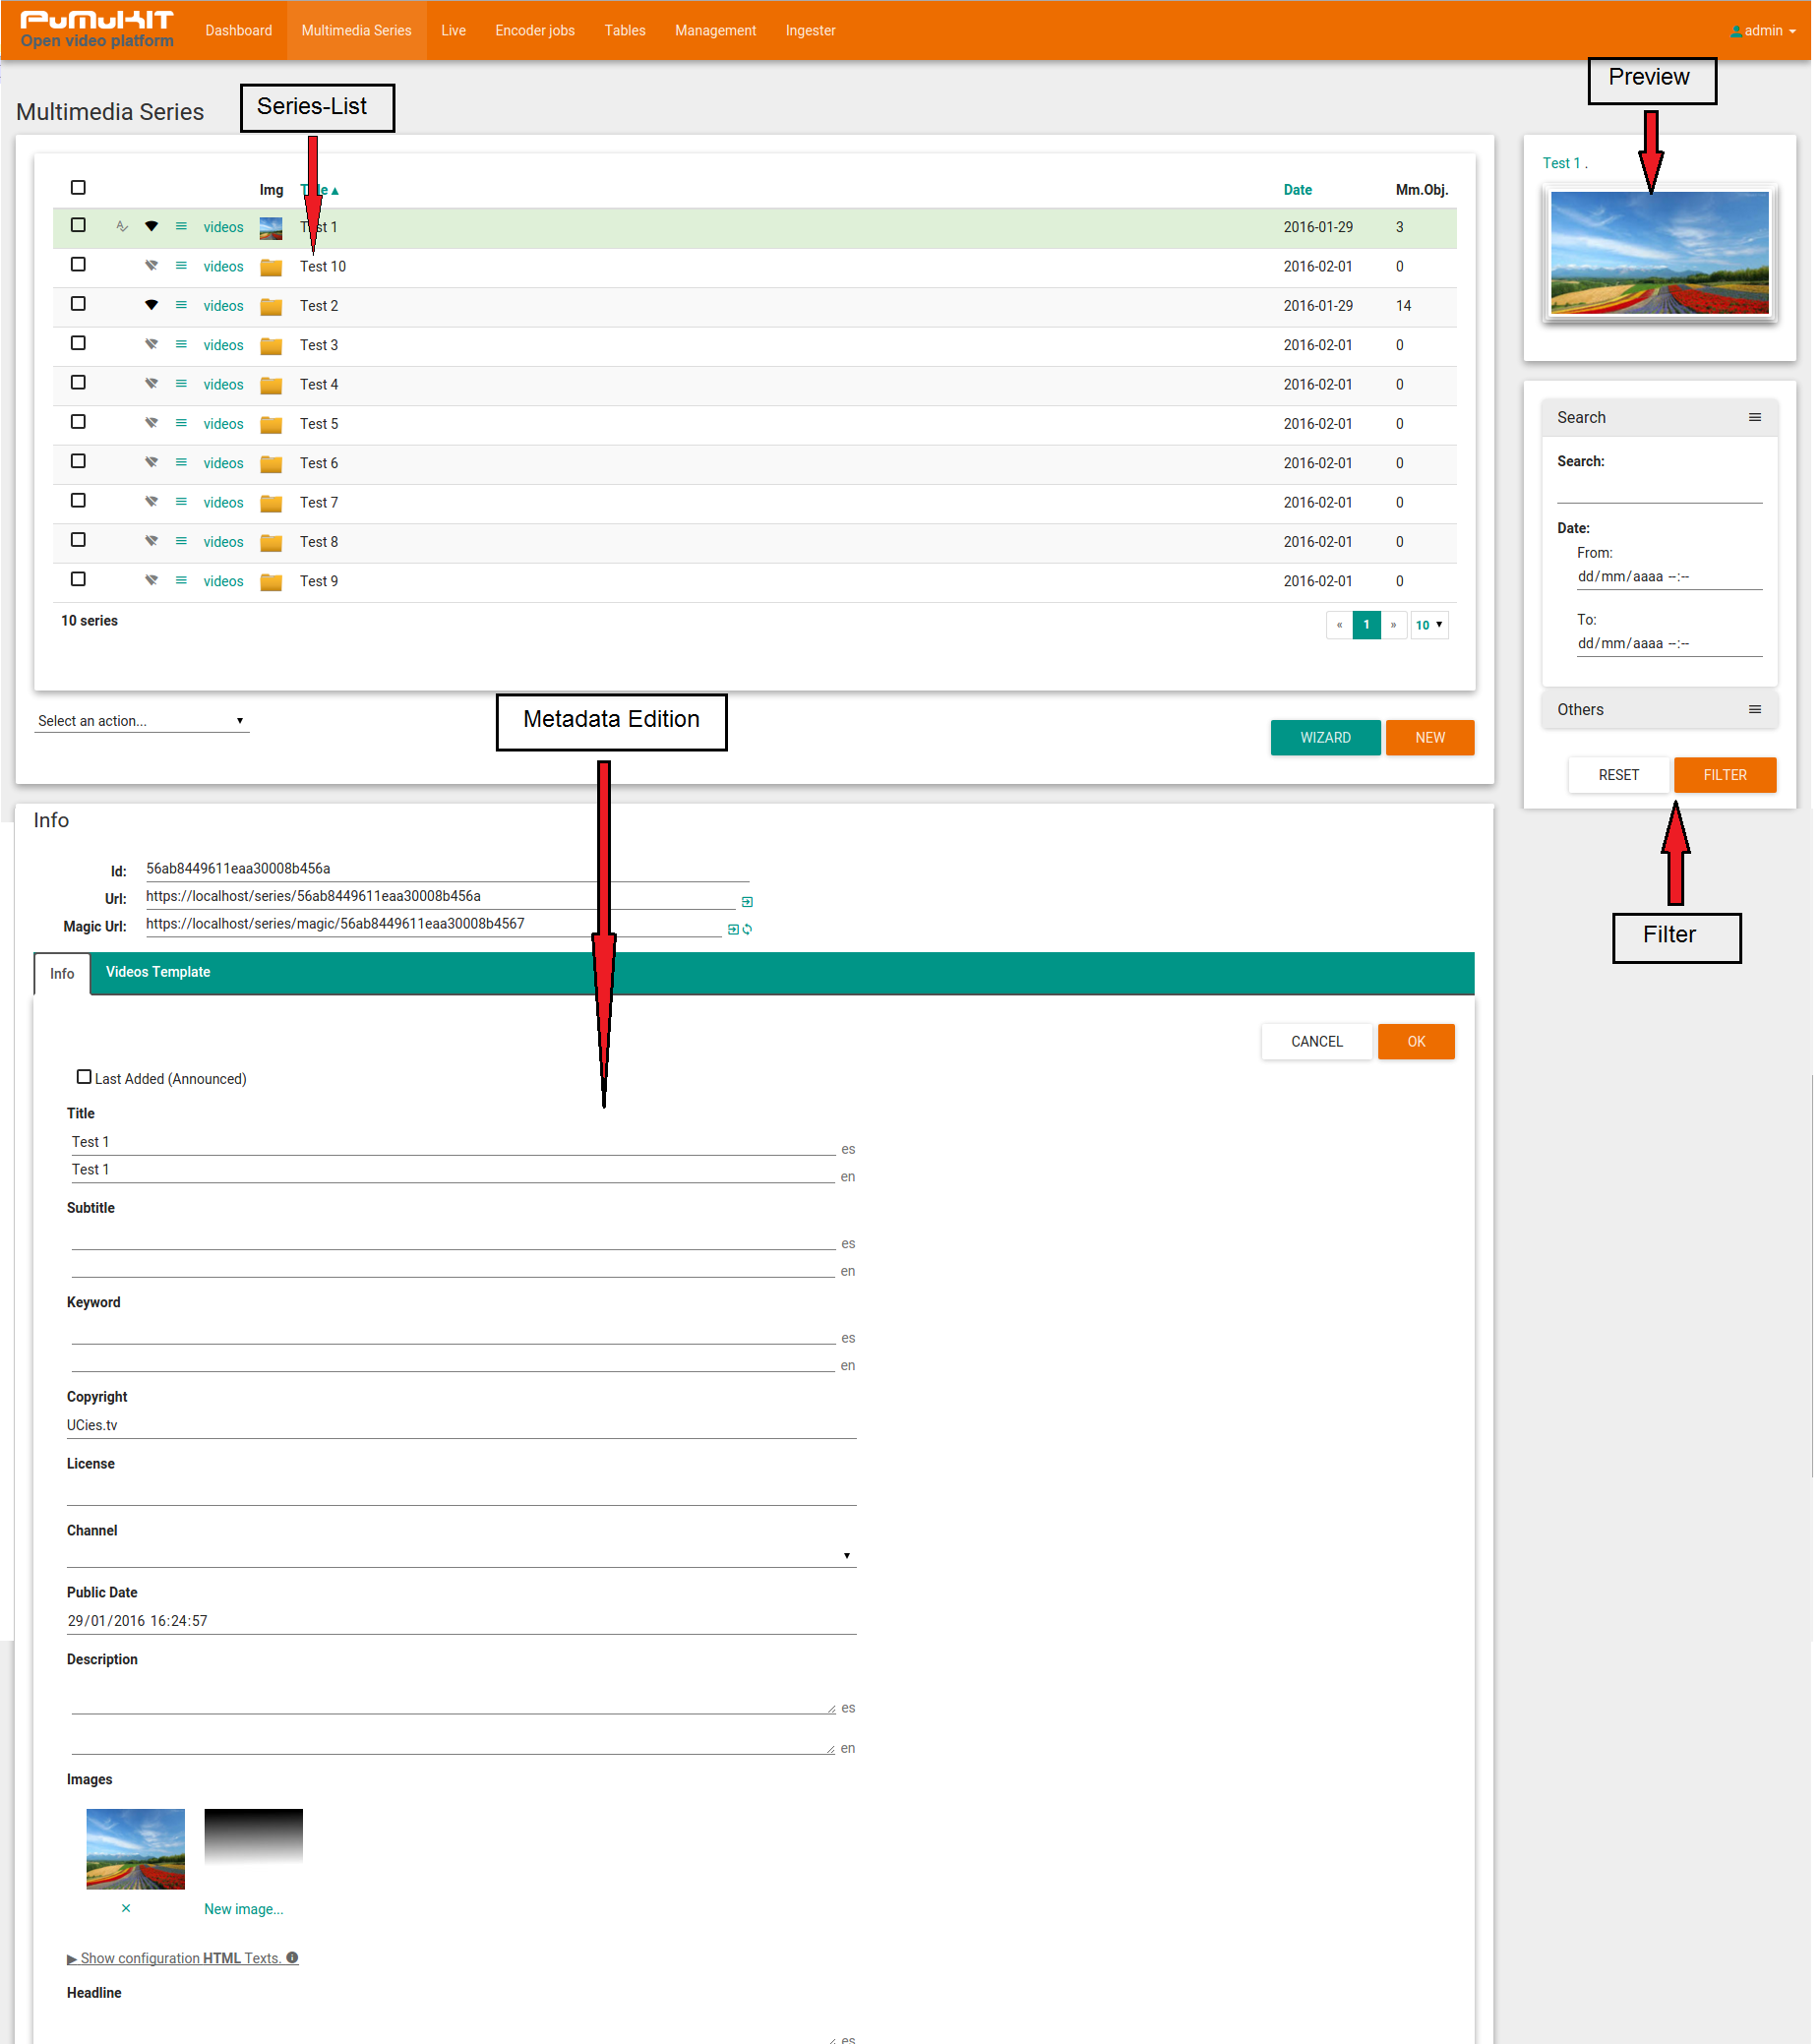 PuMuKIT
Open video platform
Dashboard Multimedia Series Live Encoder jobs Tables Management Ingester admin
Preview
Multimedia Series
Series-List
Img Title Date Mm.Obj.
videos Test 1 2016-01-29 3
videos Test 10 2016-02-01 0
videos Test 2 2016-01-29 14
videos Test 3 2016-02-01 0
videos Test 4 2016-02-01 0
videos Test 5 2016-02-01 0
videos Test 6 2016-02-01 0
videos Test 7 2016-02-01 0
videos Test 8 2016-02-01 0
videos Test 9 2016-02-01 0
10 series « 1 » 10
Select an action...
Metadata Edition
WIZARD NEW
Test 1 .
Search
Search:
Date:
From:
dd/mm/aaaa --:--
To:
dd/mm/aaaa --:--
Others
RESET FILTER
Filter
Info
Id: 56ab8449611eaa30008b456a
Url: https://localhost/series/56ab8449611eaa30008b456a
Magic Url: https://localhost/series/magic/56ab8449611eaa30008b4567
Info Videos Template
CANCEL OK
Last Added (Announced)
Title
Test 1 es
Test 1 en
Subtitle
es
en
Keyword
es
en
Copyright
UCies.tv
License
Channel
Public Date
29/01/2016 16:24:57
Description
es
en
Images
New image...
Show configuration HTML Texts.
Headline
es